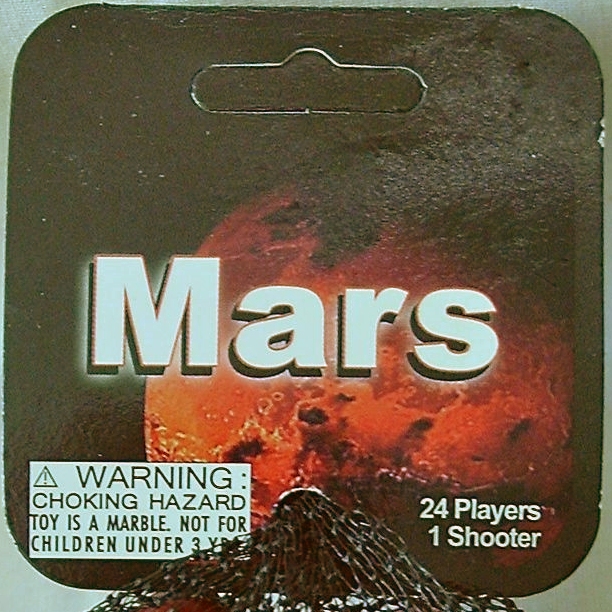 Mars
⚠ WARNING:
CHOKING HAZARD
TOY IS A MARBLE. NOT FOR
CHILDREN UNDER 3
24 Players
1 Shooter